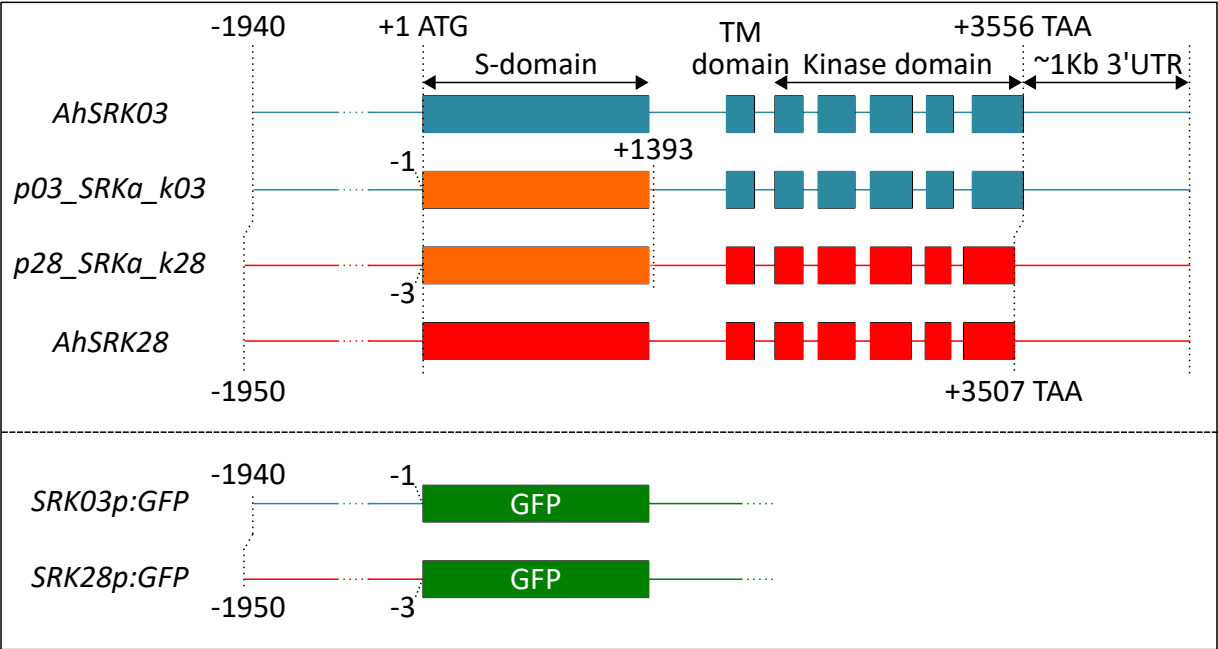 -1940
+1 ATG
TM
domain
+3556 TAA
S-domain
Kinase domain
~1Kb 3'UTR
AhSRK03
+1393
-1
p03_SRKa_k03
p28_SRKa_k28
-3
AhSRK28
-1950
+3507 TAA
-1940
-1
SRK03p:GFP
GFP
SRK28p:GFP
GFP
-1950
-3